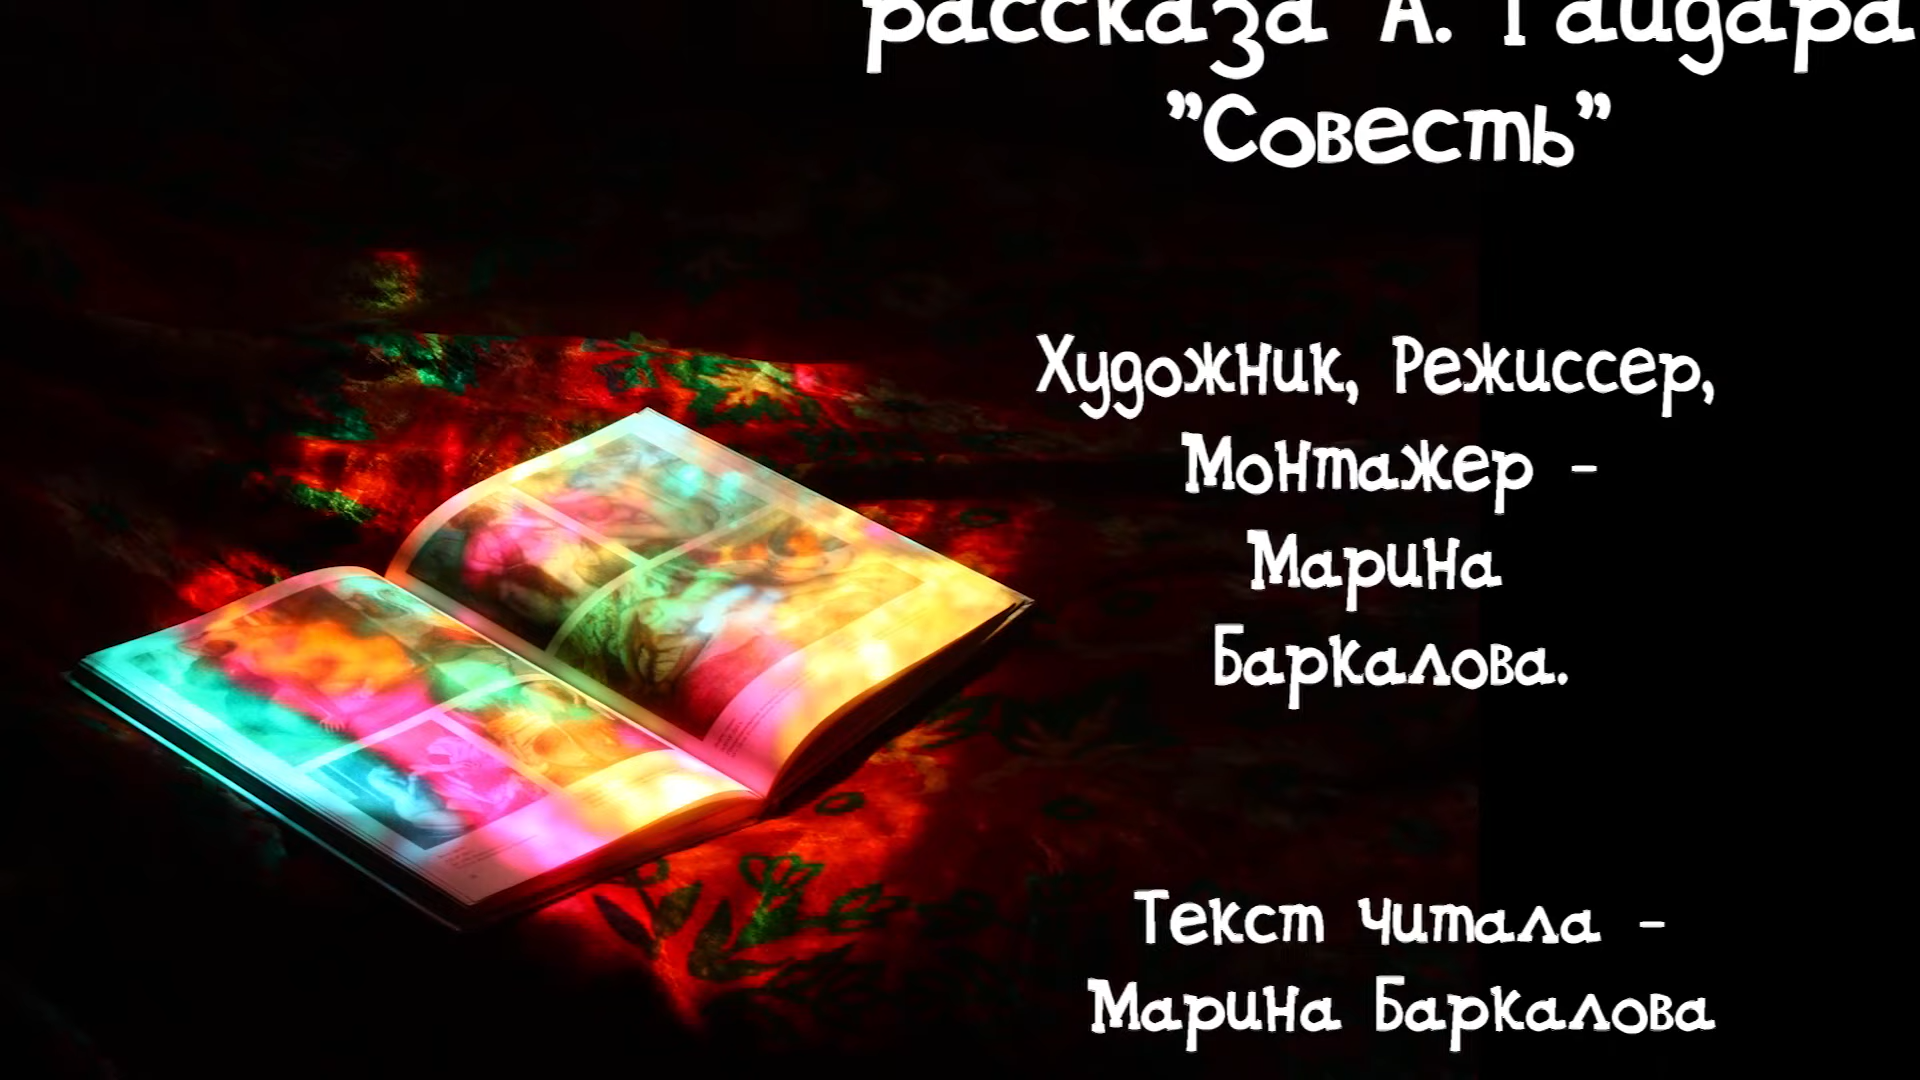 рассказа А. Гайдара
"Совесть"
Художник, Режиссер,
Монтажер -
Марина
Баркалова.
Текст читала -
Марина Баркалова